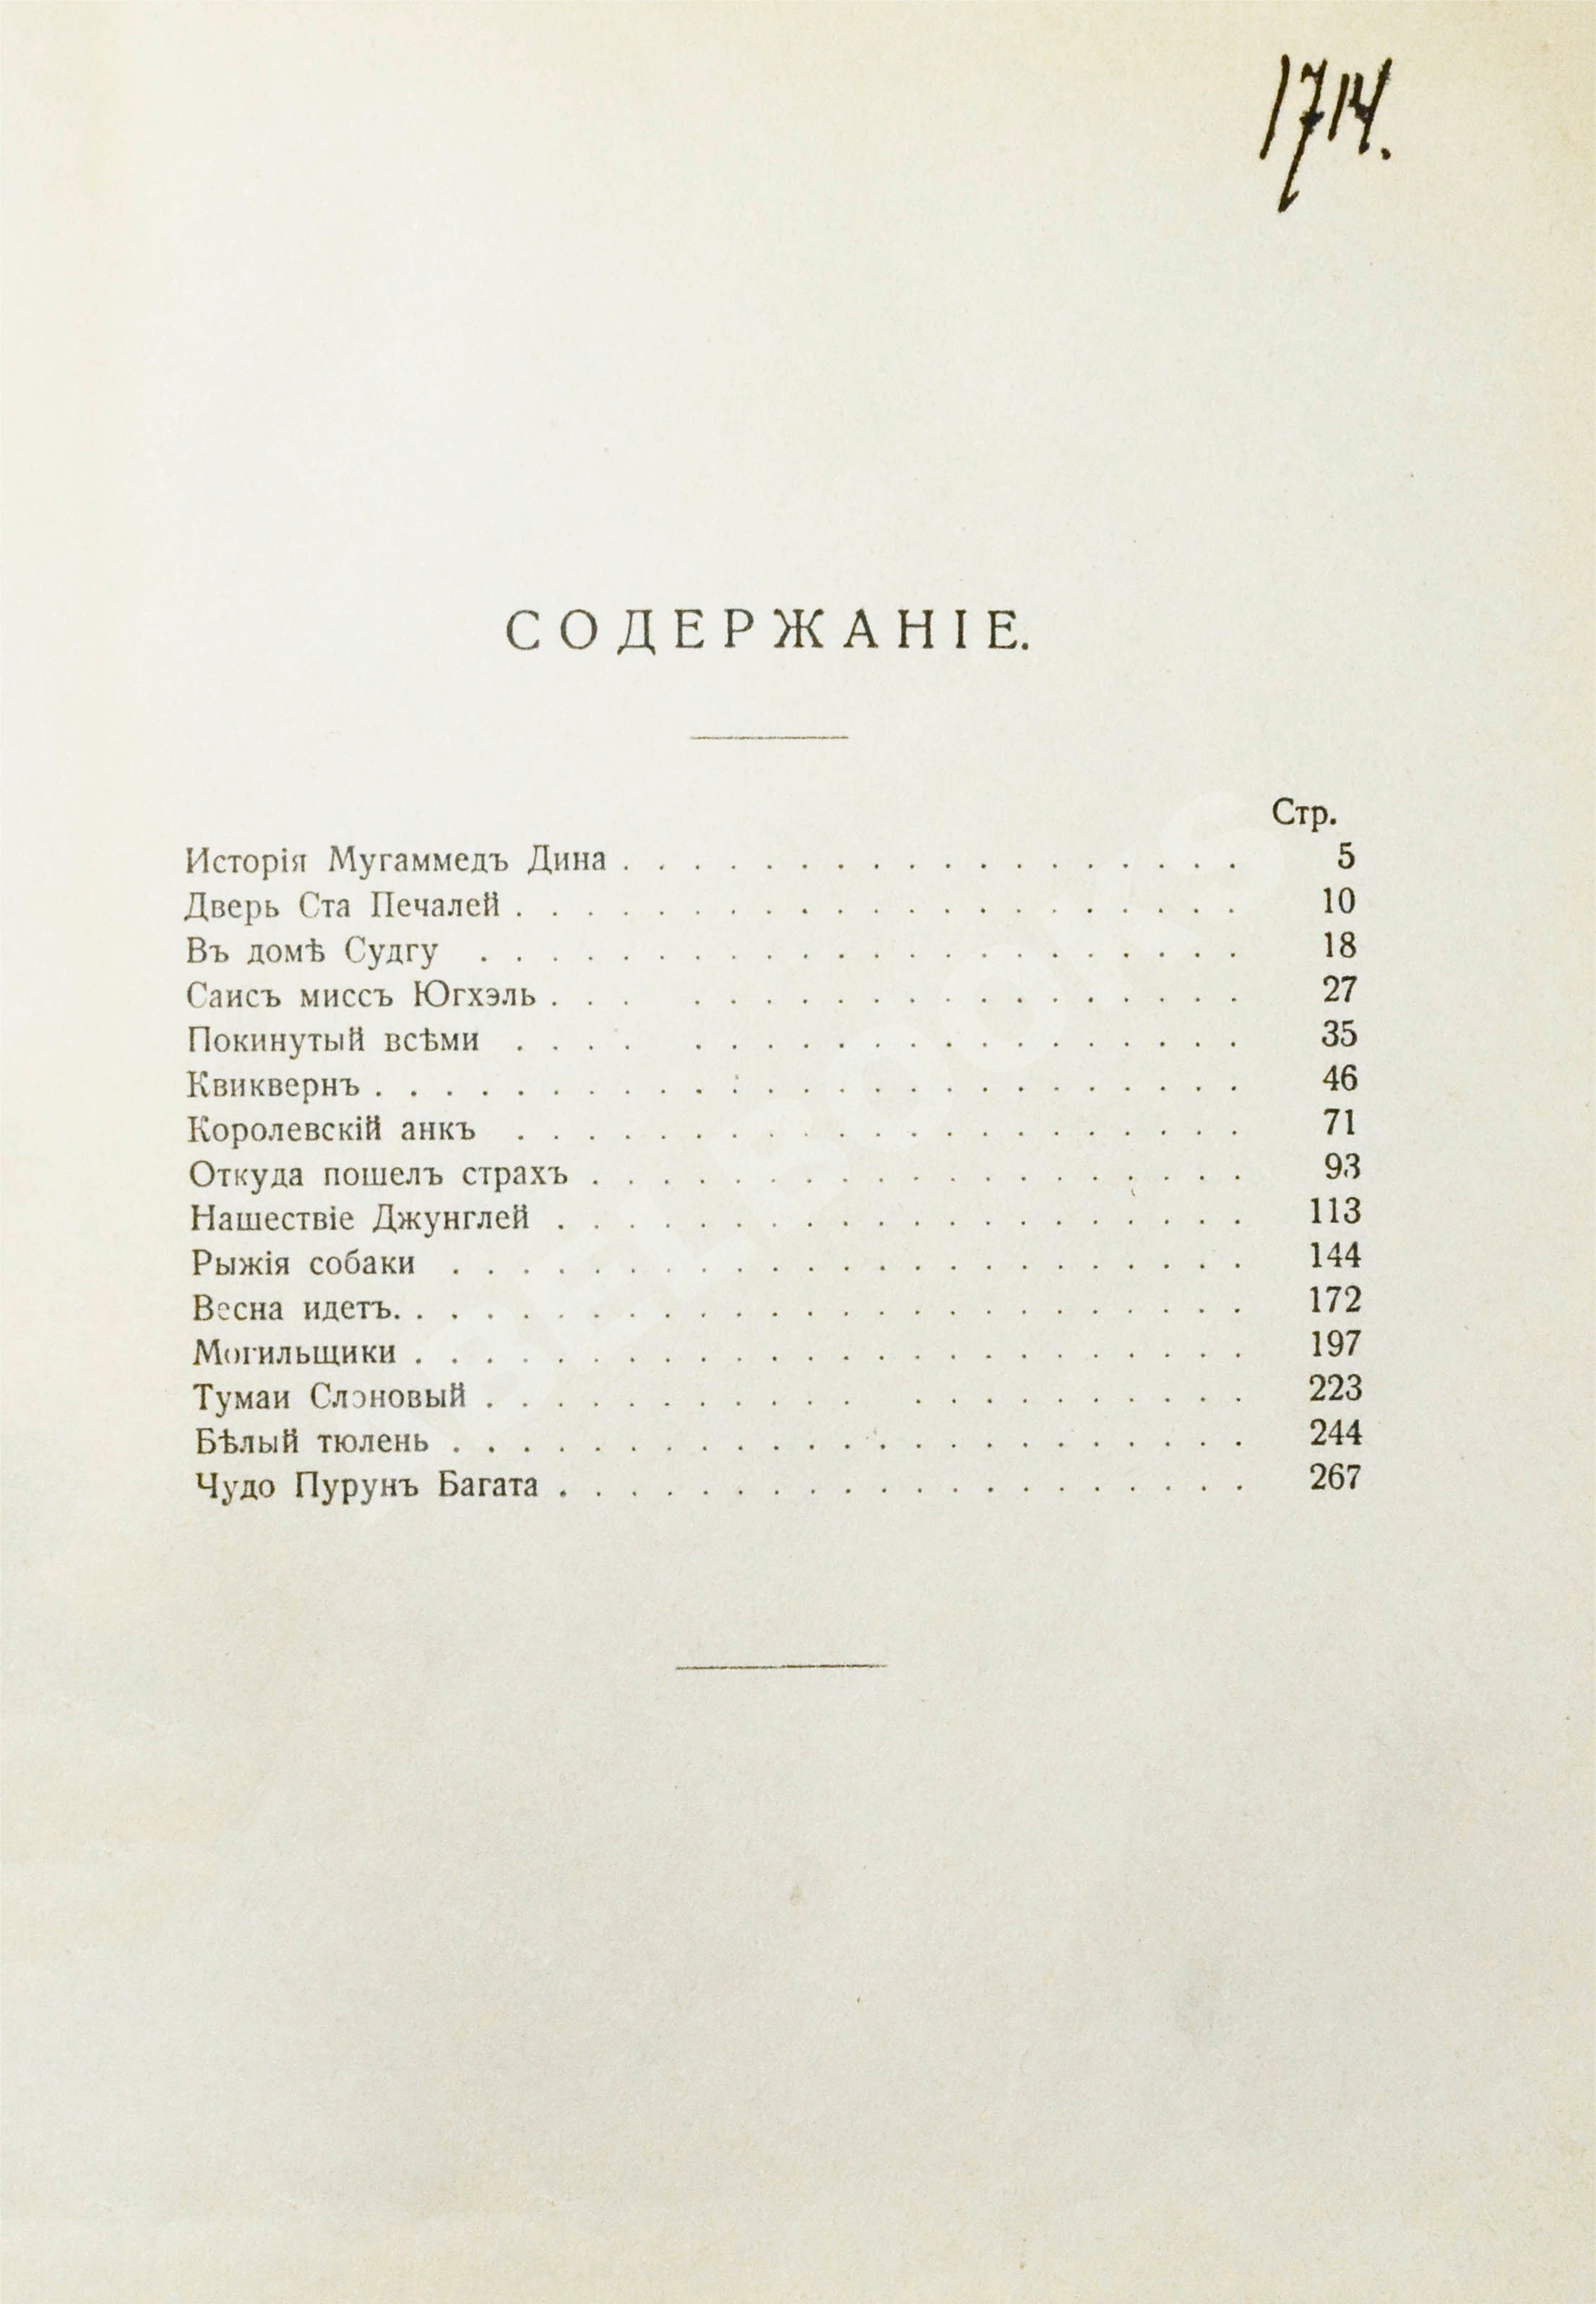 1714.
СОДЕРЖАНІЕ.
Стр.
Исторія Мугаммедъ Дина . . . . . . . . . . . . . . . . . . 5
Дверь Ста Печалей . . . . . . . . . . . . . . . . . . . . . 10
Въ домѣ Судгу . . . . . . . . . . . . . . . . . . . . . . 18
Саисъ миссъ Югхэль . . . . . . . . . . . . . . . . . . . 27
Покинутый всѣми . . . . . . . . . . . . . . . . . . . . 35
Квиквернъ . . . . . . . . . . . . . . . . . . . . . . . . . 46
Королевскій анкъ . . . . . . . . . . . . . . . . . . . . . 71
Откуда пошелъ страхъ . . . . . . . . . . . . . . . . . . . 93
Нашествіе Джунглей . . . . . . . . . . . . . . . . . . . . 113
Рыжія собаки . . . . . . . . . . . . . . . . . . . . . . . 144
Весна идетъ. . . . . . . . . . . . . . . . . . . . . . . . 172
Могильщики . . . . . . . . . . . . . . . . . . . . . . . . 197
Тумаи Слоновый . . . . . . . . . . . . . . . . . . . . . 223
Бѣлый тюлень . . . . . . . . . . . . . . . . . . . . . . . 244
Чудо Пурунъ Багата . . . . . . . . . . . . . . . . . . . . 267